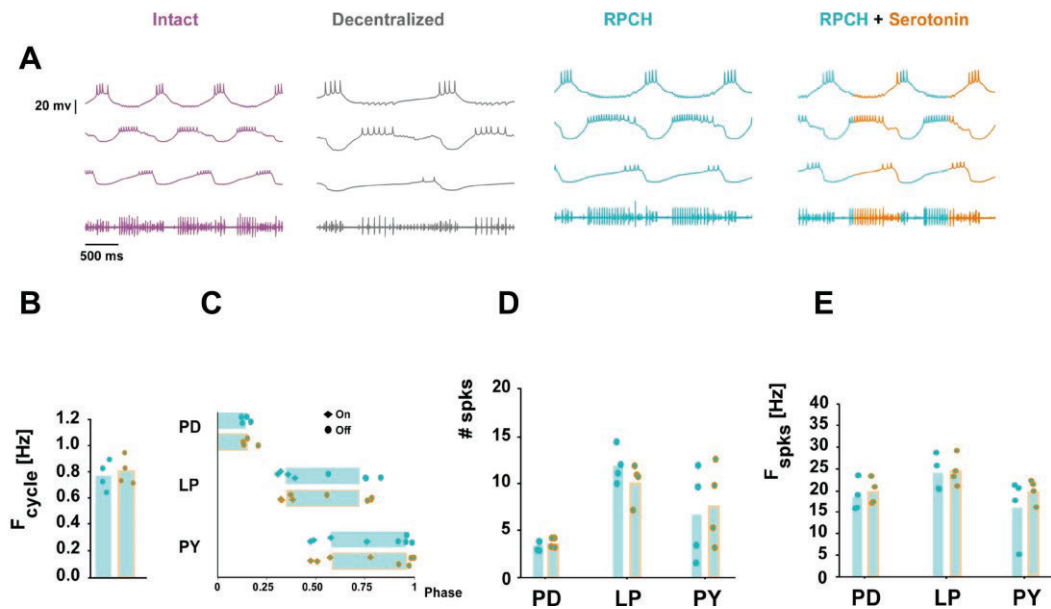 Intact Decentralized RPCH RPCH + Serotonin
A
20 mv
500 ms
B C D E
F cycle [Hz]
1.2
1.0
0.8
0.6
0.4
0.2
0.0
PD
LP
PY
On
Off
0 0.25 0.50 0.75 1 Phase
# spks
20
15
10
5
0
PD LP PY
F spks [Hz]
40
35
30
25
20
15
10
5
0
PD LP PY